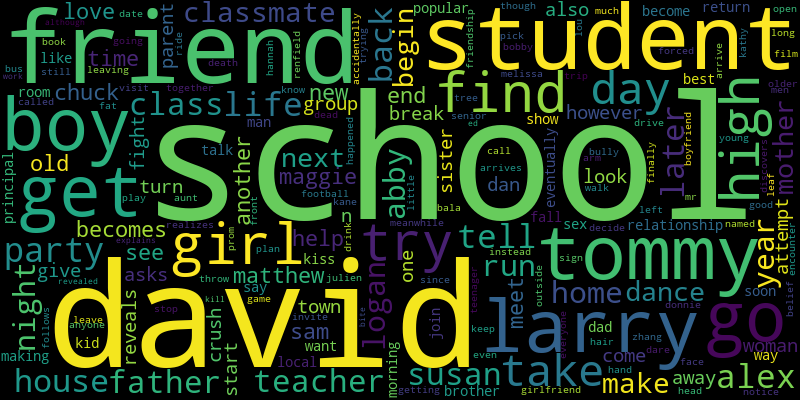 love
date
although
classmate
popular
though
become
return
much
open
friend
parent
back
begin
also
student
long
book
going
time
bus
like
still
leaving
ride
hannah
death
renfield
accidentally
trying
friendship
pick
bobby
lou
forced
arrive
kathy
film
work
room
called
chuck
visit
together
know
new
find
melissa
trip
day
best
older
men
boy
fat
class
life
group
end
break
tree
senior
ed
however
drive
high
old
man
fight
dead
happened
show
bully
boyfriend
young
school
principal
talk
next
call
arrives
arm
look
finally
later
mother
discovers
turn
another
maggie
abby
sister
dan
eventually
walk
leaf
get
play
aunt
football
little
left
mr
good
becomes
realizes
front
kane
bala
fall
sex
decide
named
explains
girl
prom
help
n
drink
meanwhile
try
tell
relationship
year
attempt
encounter
party
see
plan
kiss
instead
tommy
night
give
asks
matthew
throw
julien
logan
one
since
run
sign
outside
home
donnie
soon
belief
revealed
reveals
say
kill
game
town
teenager
meet
dance
david
leave
anyone
stop
crush
sam
invite
bite
join
larry
go
follows
kid
start
local
want
keep
everyone
dad
zhang
hair
dare
woman
making
morning
even
come
face
way
house
father
teacher
susan
take
make
hand
away
alex
getting
brother
girlfriend
head
notice